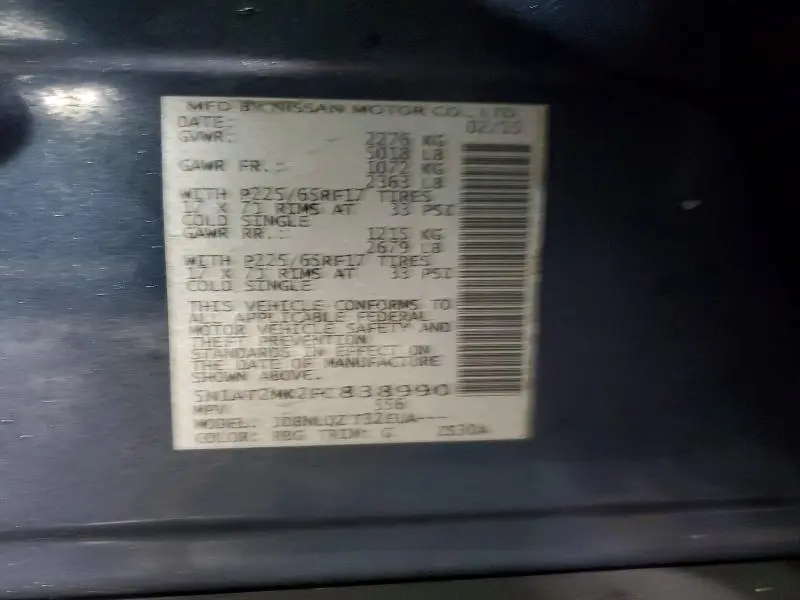 MFD BY NISSAN MOTOR CO., LTD.
DATE: 02/15
GVWR: 2276 KG
5018 LB
GAWR FR.: 1072 KG
2363 LB
WITH P225/65RF17 TIRES
17 X 7J RIMS AT 33 PSI
COLD SINGLE
GAWR RR.: 1215 KG
2679 LB
WITH P225/65RF17 TIRES
17 X 7J RIMS AT 33 PSI
COLD SINGLE
THIS VEHICLE CONFORMS TO
ALL APPLICABLE FEDERAL
MOTOR VEHICLE SAFETY AND
THEFT PREVENTION
STANDARDS IN EFFECT ON
THE DATE OF MANUFACTURE
SHOWN ABOVE.
5N1AT2MK2FC838990
MPV: 556
MODEL:
COLOR: RBG TRIM: G